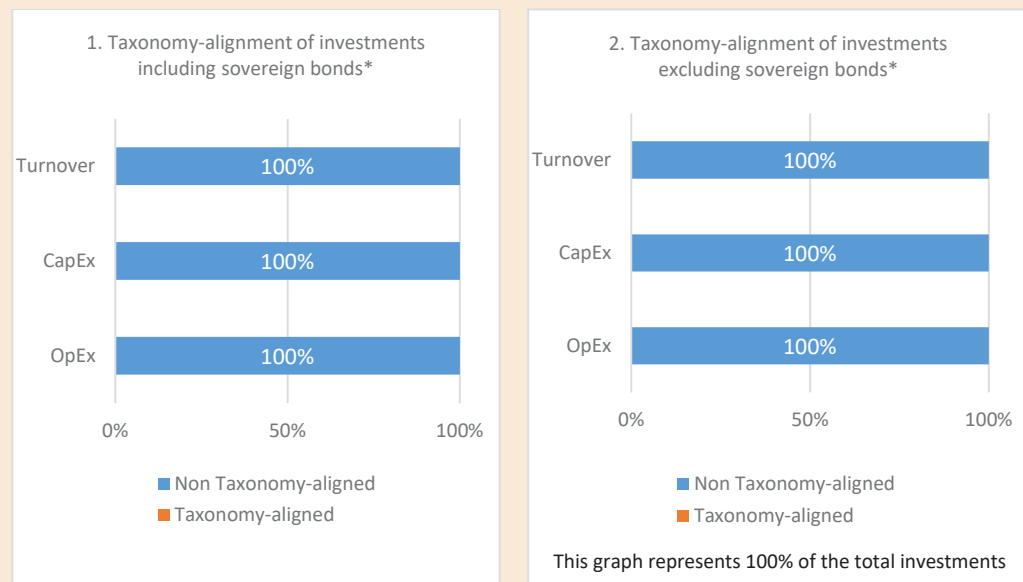 1. Taxonomy-alignment of investments
including sovereign bonds*
Turnover
100%
CapEx
100%
OpEx
100%
0%
50%
100%
Non Taxonomy-aligned
Taxonomy-aligned
2. Taxonomy-alignment of investments
excluding sovereign bonds*
Turnover
100%
CapEx
100%
OpEx
100%
0%
50%
100%
Non Taxonomy-aligned
Taxonomy-aligned
This graph represents 100% of the total investments